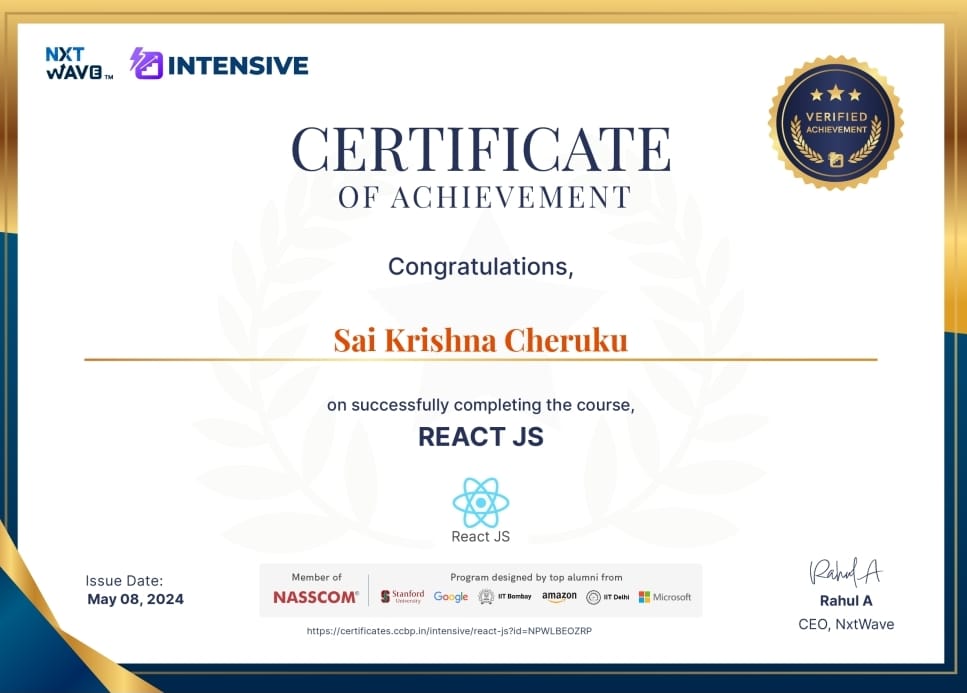 NXT
WAVE™
INTENSIVE
VERIFIED
ACHIEVEMENT
CERTIFICATE
OF ACHIEVEMENT
Congratulations,
Sai Krishna Cheruku
on successfully completing the course,
REACT JS
React JS
Issue Date:
May 08, 2024
Member of
NASSCOM®
Program designed by top alumni from
Stanford
University
Google
IIT Bombay
amazon
IIT Delhi
Microsoft
https://certificates.ccbp.in/intensive/react-js?id=NPWLBEOZRP
Rahul A
Rahul A
CEO, NxtWave